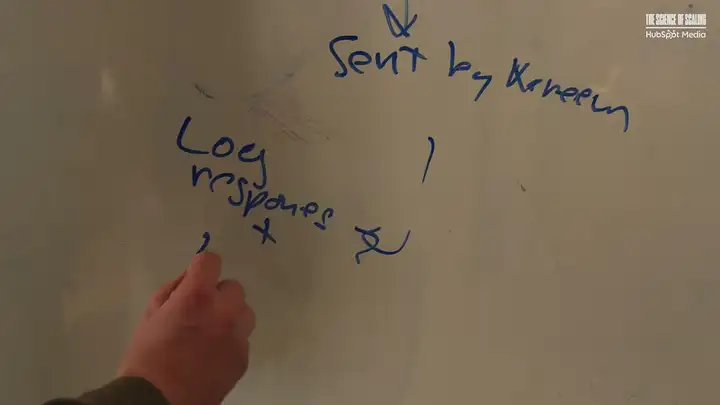 THE SCIENCE OF SCALING
HubSpot Media
Sent by Kareem
Log
responses
+